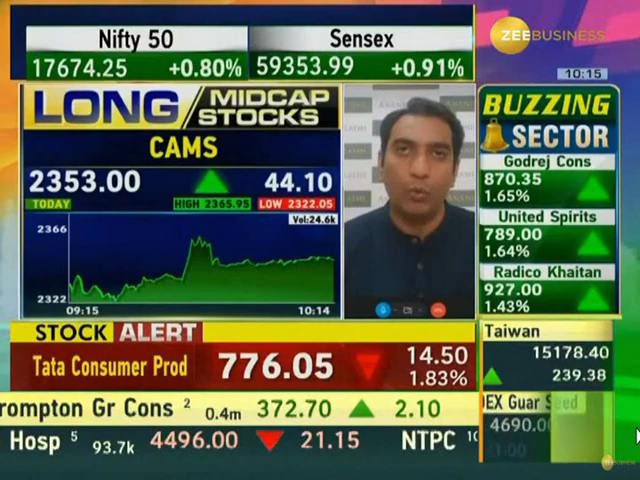 Nifty 50
17674.25 +0.80%
Sensex
59353.99 +0.91%
ZEEBUSINESS
10:15
LONG / MIDCAP STOCKS
CAMS
2353.00 44.10
TODAY HIGH 2365.95 LOW 2322.05
Vol:24.6k
2366
2322
09:15 10:14
BUZZING
SECTOR
Godrej Cons
870.35
1.65%
United Spirits
789.00
1.64%
Radico Khaitan
927.00
1.43%
STOCK ALERT
Tata Consumer Prod 776.05 14.50
1.83%
Taiwan
15178.40
239.38
DEX Guar Seed
4690.00
rompton Gr Cons 2 0.4m 372.70 2.10
Hosp 5 93.7k 4496.00 21.15 NTPC
ZEEBUSINESS